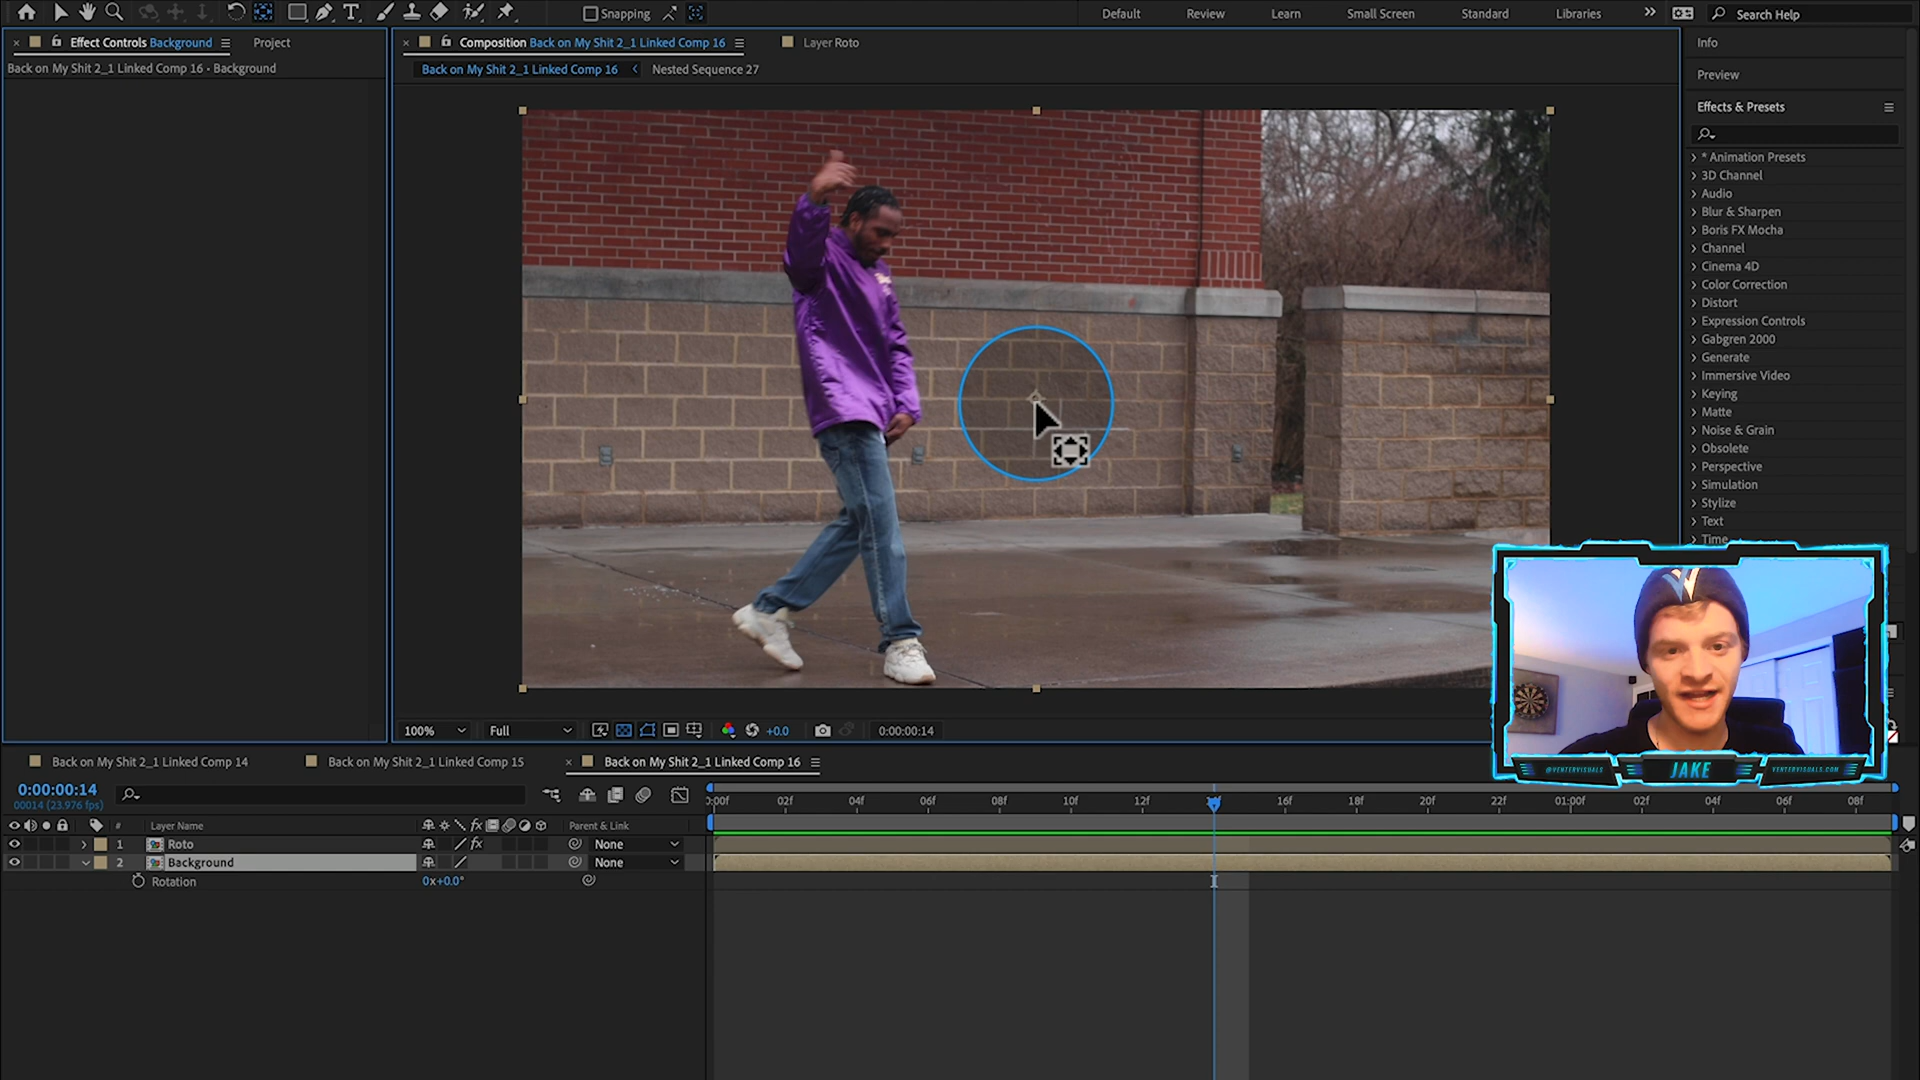 Snapping
Default
Review
Learn
Small Screen
Standard
Libraries
Search Help
Effect Controls Background
Project
Composition Back on My Shit 2_1 Linked Comp 16
Layer Roto
Info
Back on My Shit 2_1 Linked Comp 16 • Background
Back on My Shit 2_1 Linked Comp 16
Nested Sequence 27
Preview
Effects & Presets
* Animation Presets
3D Channel
Audio
Blur & Sharpen
Boris FX Mocha
Channel
Cinema 4D
Color Correction
Distort
Expression Controls
Gabgren 2000
Generate
Immersive Video
Keying
Matte
Noise & Grain
Obsolete
Perspective
Simulation
Stylize
Text
Time
100%
Full
+0.0
0:00:00:14
@VENTERVISUALS
JAKE
VENTERVISUALS.COM
Back on My Shit 2_1 Linked Comp 14
Back on My Shit 2_1 Linked Comp 15
Back on My Shit 2_1 Linked Comp 16
0:00:00:14
00014 (23.976 fps)
0:00f
02f
04f
06f
08f
10f
12f
16f
18f
20f
22f
01:00f
02f
04f
06f
08f
#
Layer Name
fx
Parent & Link
1
Roto
fx
None
2
Background
None
Rotation
0x+0.0°